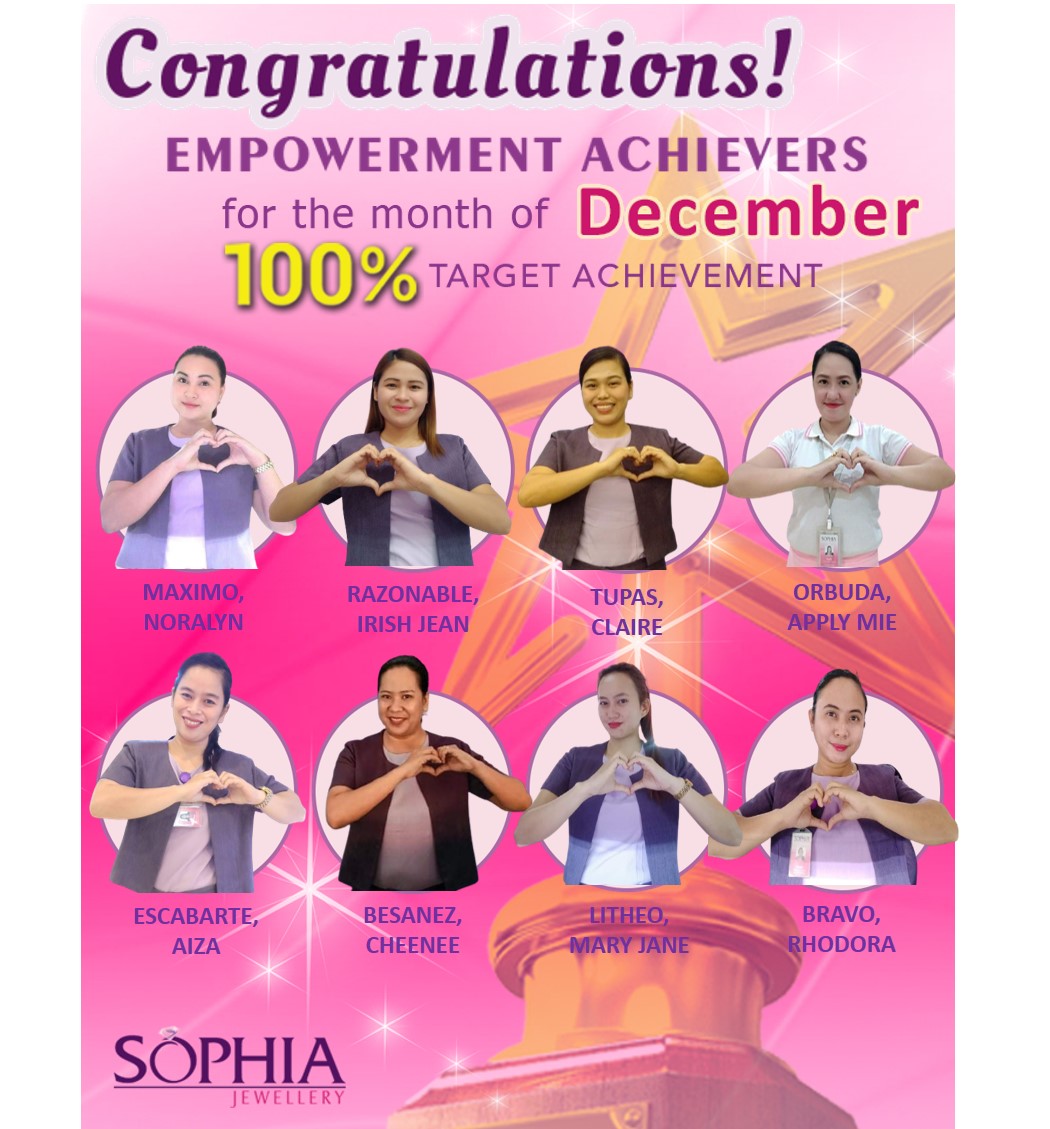 Congratulations!
EMPOWERMENT ACHIEVERS
for the month of December
100% TARGET ACHIEVEMENT
MAXIMO,
NORALYN
RAZONABLE,
IRISH JEAN
TUPAS,
CLAIRE
ORBUDA,
APPLY MIE
ESCABARTE,
AIZA
BESANEZ,
CHEENEE
LITHEO,
MARY JANE
BRAVO,
RHODORA
SOPHIA
JEWELLERY